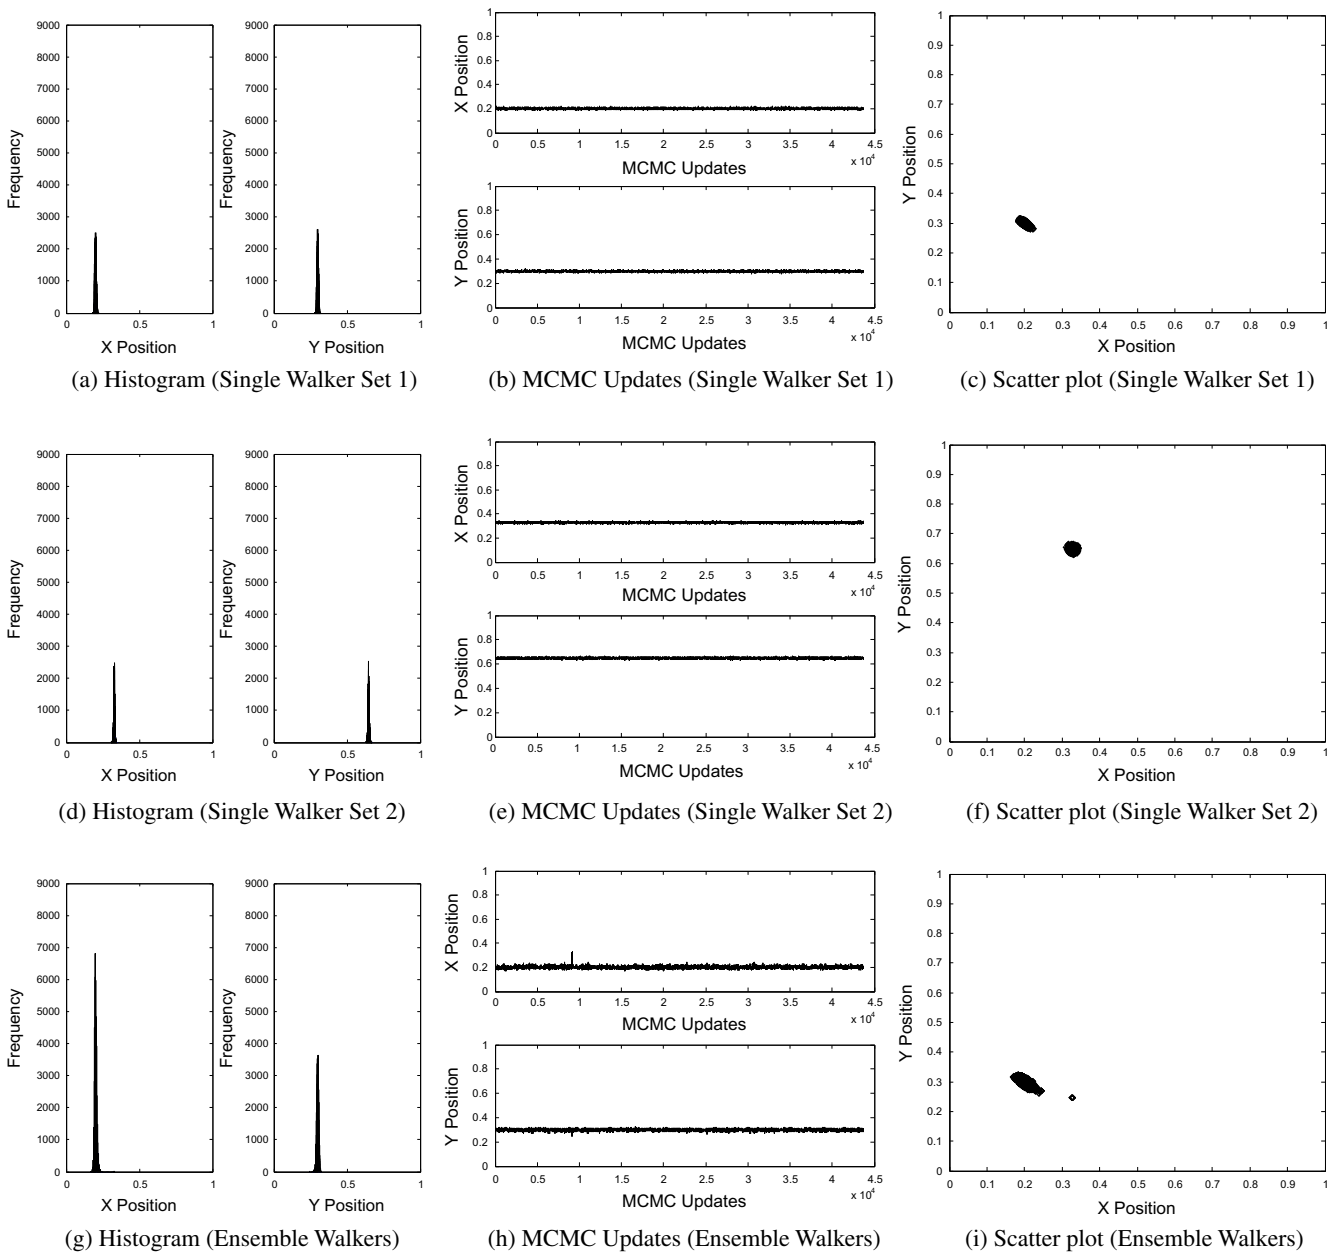 9000
8000
7000
6000
5000
4000
3000
2000
1000
0
0 0.5 1
Frequency
X Position
9000
8000
7000
6000
5000
4000
3000
2000
1000
0
0 0.5 1
Frequency
Y Position
(a) Histogram (Single Walker Set 1)
1
0.8
0.6
0.4
0.2
0
0 0.5 1 1.5 2 2.5 3 3.5 4 4.5
x 10^4
X Position
MCMC Updates
1
0.8
0.6
0.4
0.2
0
0 0.5 1 1.5 2 2.5 3 3.5 4 4.5
x 10^4
Y Position
MCMC Updates
(b) MCMC Updates (Single Walker Set 1)
1
0.9
0.8
0.7
0.6
0.5
0.4
0.3
0.2
0.1
0
0 0.1 0.2 0.3 0.4 0.5 0.6 0.7 0.8 0.9 1
Y Position
X Position
(c) Scatter plot (Single Walker Set 1)
9000
8000
7000
6000
5000
4000
3000
2000
1000
0
0 0.5 1
Frequency
X Position
9000
8000
7000
6000
5000
4000
3000
2000
1000
0
0 0.5 1
Frequency
Y Position
(d) Histogram (Single Walker Set 2)
1
0.8
0.6
0.4
0.2
0
0 0.5 1 1.5 2 2.5 3 3.5 4 4.5
x 10^4
X Position
MCMC Updates
1
0.8
0.6
0.4
0.2
0
0 0.5 1 1.5 2 2.5 3 3.5 4 4.5
x 10^4
Y Position
MCMC Updates
(e) MCMC Updates (Single Walker Set 2)
1
0.9
0.8
0.7
0.6
0.5
0.4
0.3
0.2
0.1
0
0 0.1 0.2 0.3 0.4 0.5 0.6 0.7 0.8 0.9 1
Y Position
X Position
(f) Scatter plot (Single Walker Set 2)
9000
8000
7000
6000
5000
4000
3000
2000
1000
0
0 0.5 1
Frequency
X Position
9000
8000
7000
6000
5000
4000
3000
2000
1000
0
0 0.5 1
Frequency
Y Position
(g) Histogram (Ensemble Walkers)
1
0.8
0.6
0.4
0.2
0
0 0.5 1 1.5 2 2.5 3 3.5 4 4.5
x 10^4
X Position
MCMC Updates
1
0.8
0.6
0.4
0.2
0
0 0.5 1 1.5 2 2.5 3 3.5 4 4.5
x 10^4
Y Position
MCMC Updates
(h) MCMC Updates (Ensemble Walkers)
1
0.9
0.8
0.7
0.6
0.5
0.4
0.3
0.2
0.1
0
0 0.1 0.2 0.3 0.4 0.5 0.6 0.7 0.8 0.9 1
Y Position
X Position
(i) Scatter plot (Ensemble Walkers)